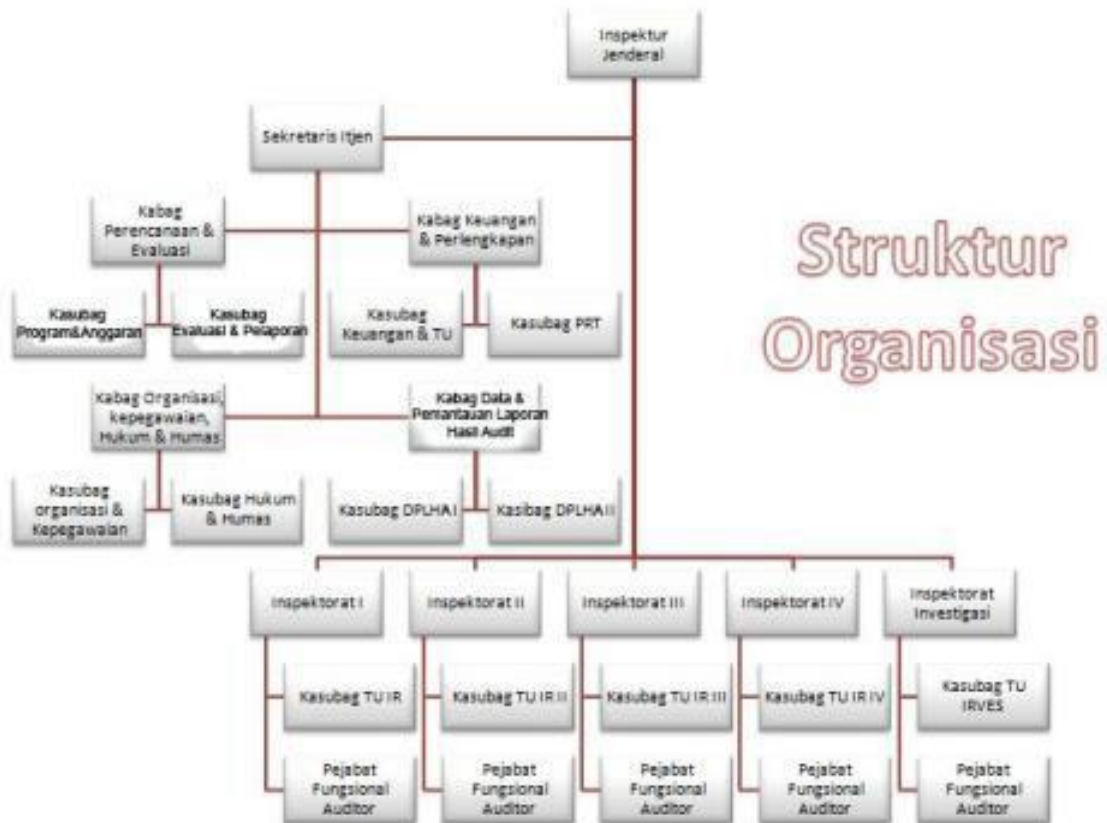 Inspektur
Jenderal
Sekretaris Itjen
Kabag
Perencanaan &
Evaluasi
Kabag Keuangan
& Perlengkapan
Struktur
Organisasi
Kasubag
Program&Anggaran
Kasubag
Evaluasi & Pelaporan
Kasubag
Keuangan & TU
Kasubag PRT
Kabag Organisasi,
kepegawaian,
Hukum & Humas
Kabag Data &
Pemantauan Laporan
Hasil Audit
Kasubag
organisasi &
Kepegawaian
Kasubag Hukum
& Humas
Kasubag DPLHA I
Kasibag DPLHA II
Inspektorat I
Inspektorat II
Inspektorat III
Inspektorat IV
Inspektorat
Investigasi
Kasubag TU IR
Kasubag TU IR II
Kasubag TU IR III
Kasubag TU IR IV
Kasubag TU
IRVES
Pejabat
Fungsional
Auditor
Pejabat
Fungsional
Auditor
Pejabat
Fungsional
Auditor
Pejabat
Fungsional
Auditor
Pejabat
Fungsional
Auditor